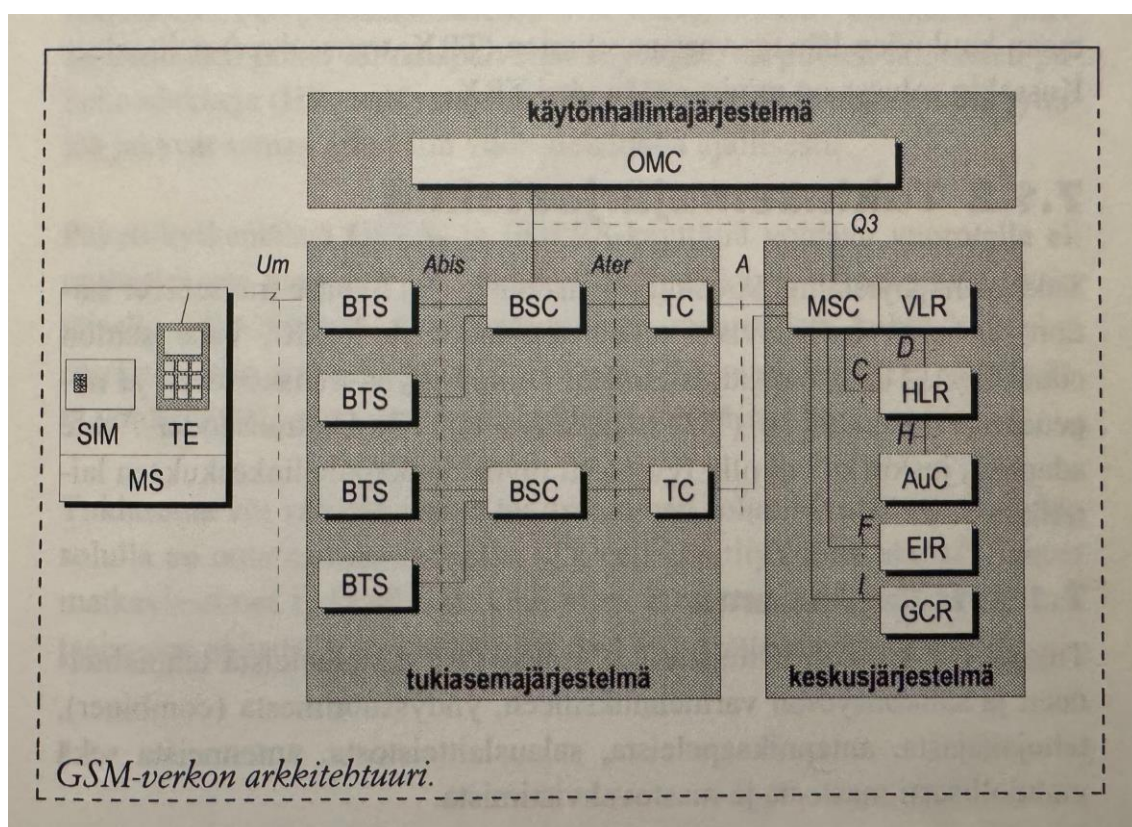 käytönhallintajärjestelmä
OMC
Q3
Um
Abis
Ater
A
BTS
BSC
TC
MSC
VLR
D
C
BTS
HLR
SIM
TE
H
MS
BTS
BSC
TC
AuC
F
EIR
BTS
I
GCR
tukiasemajärjestelmä
keskusjärjestelmä
GSM-verkon arkkitehtuuri.